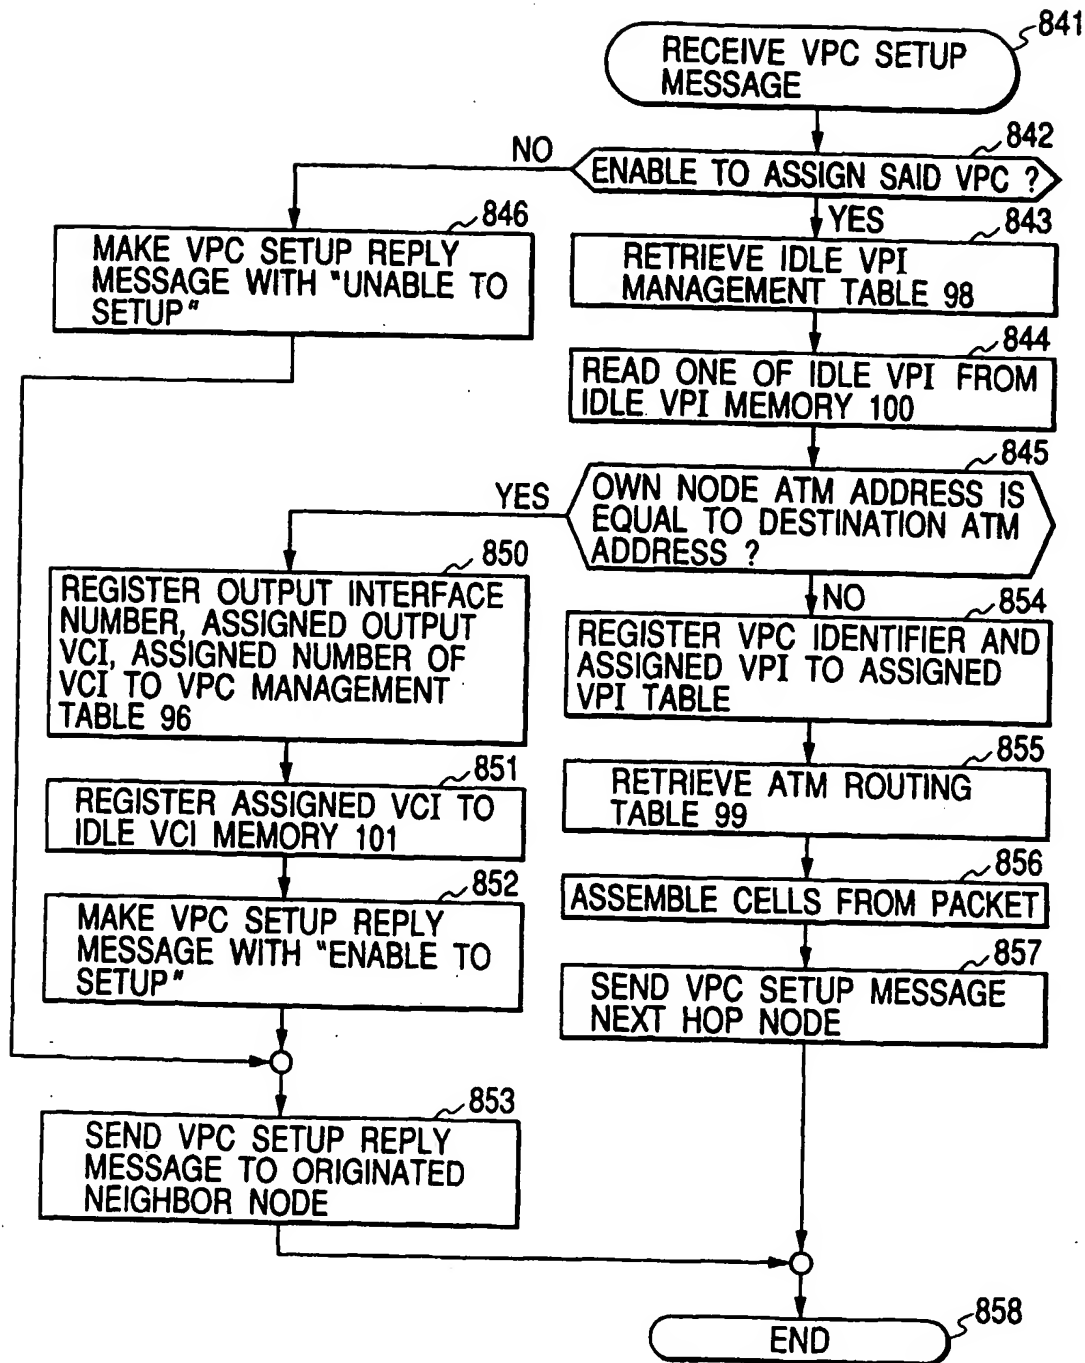 841
RECEIVE VPC SETUP
MESSAGE
842
NO
ENABLE TO ASSIGN SAID VPC ?
YES
846
MAKE VPC SETUP REPLY
MESSAGE WITH "UNABLE TO
SETUP"
843
RETRIEVE IDLE VPI
MANAGEMENT TABLE 98
844
READ ONE OF IDLE VPI FROM
IDLE VPI MEMORY 100
845
OWN NODE ATM ADDRESS IS
EQUAL TO DESTINATION ATM
ADDRESS ?
YES
NO
850
REGISTER OUTPUT INTERFACE
NUMBER, ASSIGNED OUTPUT
VCI, ASSIGNED NUMBER OF
VCI TO VPC MANAGEMENT
TABLE 96
851
REGISTER ASSIGNED VCI TO
IDLE VCI MEMORY 101
852
MAKE VPC SETUP REPLY
MESSAGE WITH "ENABLE TO
SETUP"
853
SEND VPC SETUP REPLY
MESSAGE TO ORIGINATED
NEIGHBOR NODE
854
REGISTER VPC IDENTIFIER AND
ASSIGNED VPI TO ASSIGNED
VPI TABLE
855
RETRIEVE ATM ROUTING
TABLE 99
856
ASSEMBLE CELLS FROM PACKET
857
SEND VPC SETUP MESSAGE
NEXT HOP NODE
858
END